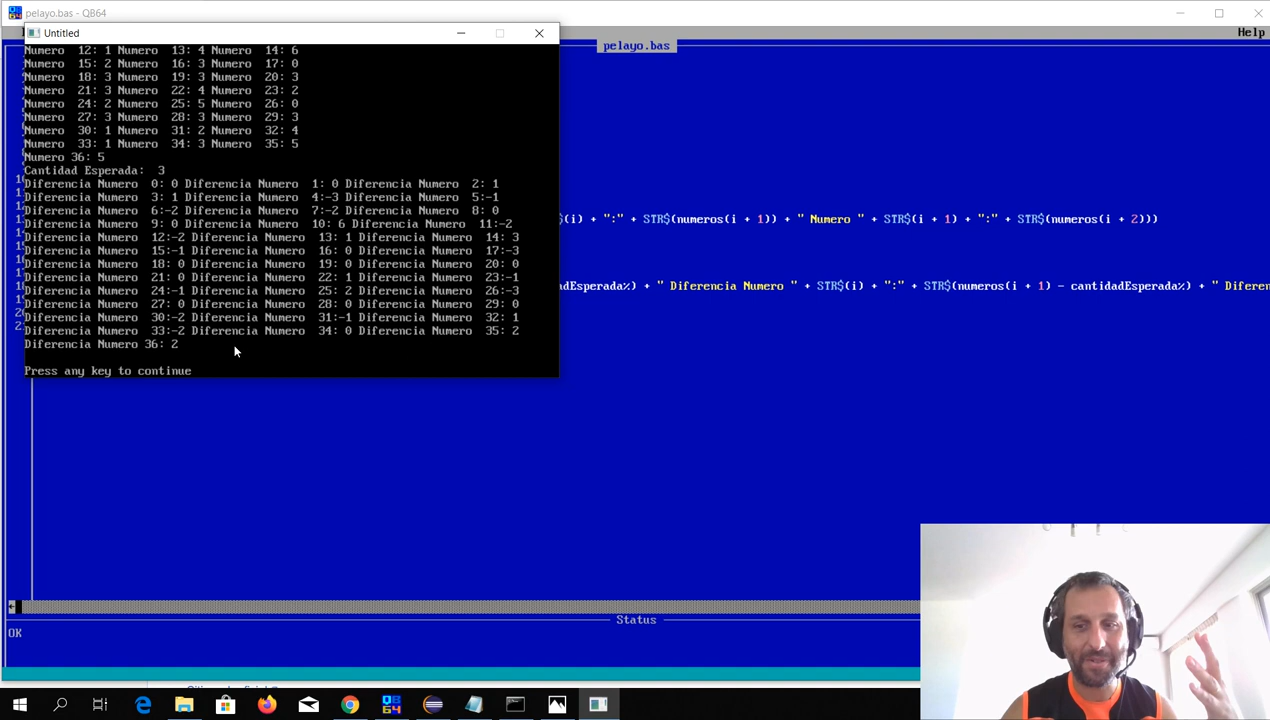 pelayo.bas - QB64
Untitled
Help
pelayo.bas
Numero  12: 1 Numero  13: 4 Numero  14: 6
Numero  15: 2 Numero  16: 3 Numero  17: 0
Numero  18: 3 Numero  19: 3 Numero  20: 3
Numero  21: 3 Numero  22: 4 Numero  23: 2
Numero  24: 2 Numero  25: 5 Numero  26: 0
Numero  27: 3 Numero  28: 3 Numero  29: 3
Numero  30: 1 Numero  31: 2 Numero  32: 4
Numero  33: 1 Numero  34: 3 Numero  35: 5
Numero 36: 5
Cantidad Esperada:  3
Diferencia Numero  0: 0 Diferencia Numero  1: 0 Diferencia Numero  2: 1
Diferencia Numero  3: 1 Diferencia Numero  4:-3 Diferencia Numero  5:-1
Diferencia Numero  6:-2 Diferencia Numero  7:-2 Diferencia Numero  8: 0
Diferencia Numero  9: 0 Diferencia Numero  10: 6 Diferencia Numero  11:-2
Diferencia Numero  12:-2 Diferencia Numero  13: 1 Diferencia Numero  14: 3
Diferencia Numero  15:-1 Diferencia Numero  16: 0 Diferencia Numero  17:-3
Diferencia Numero  18: 0 Diferencia Numero  19: 0 Diferencia Numero  20: 0
Diferencia Numero  21: 0 Diferencia Numero  22: 1 Diferencia Numero  23:-1
Diferencia Numero  24:-1 Diferencia Numero  25: 2 Diferencia Numero  26:-3
Diferencia Numero  27: 0 Diferencia Numero  28: 0 Diferencia Numero  29: 0
Diferencia Numero  30:-2 Diferencia Numero  31:-1 Diferencia Numero  32: 1
Diferencia Numero  33:-2 Diferencia Numero  34: 0 Diferencia Numero  35: 2
Diferencia Numero 36: 2
Press any key to continue
$(i) + ":" + STR$(numeros(i + 1)) + " Numero " + STR$(i + 1) + ":" + STR$(numeros(i + 2)))
adEsperada%) + " Diferencia Numero " + STR$(i) + ":" + STR$(numeros(i + 1) - cantidadEsperada%) + " Diferen
Status
OK
QB
64